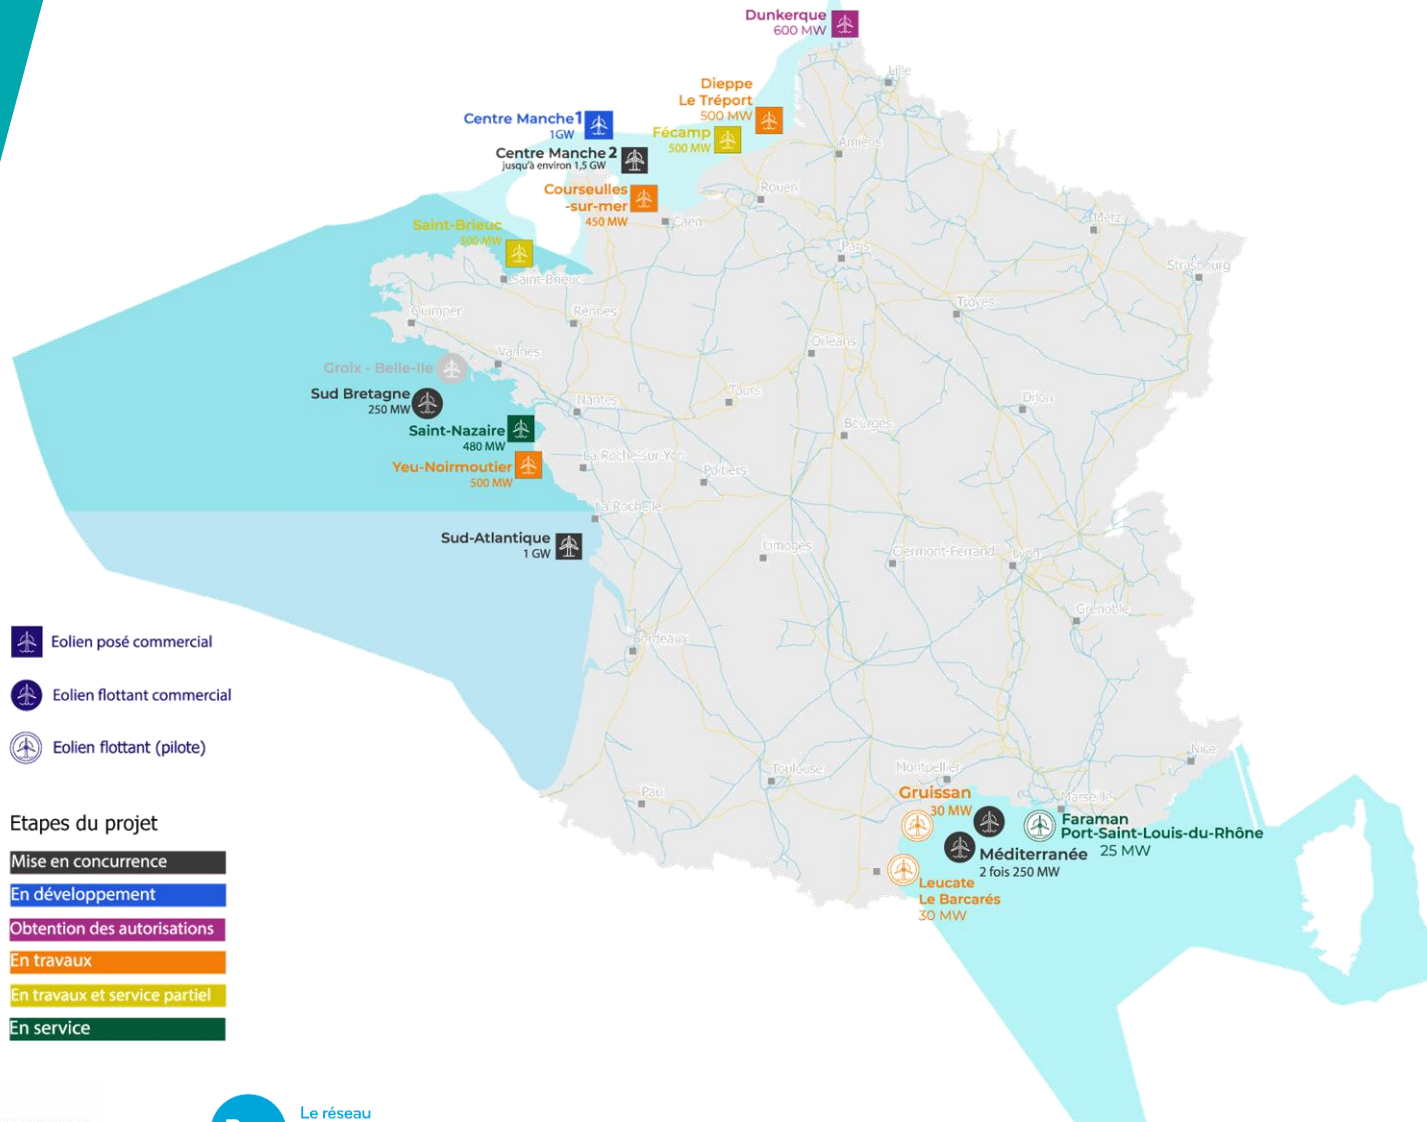 Dunkerque
600 MW
Lille
Dieppe
Le Tréport
500 MW
Centre Manche 1
1GW
Fécamp
500 MW
Amiens
Centre Manche 2
jusqu'à environ 1,5 GW
Courseulles
-sur-mer
450 MW
Rouen
Caen
Metz
Saint-Brieuc
500 MW
Paris
Strasbourg
Saint-Brieuc
Troyes
Quimper
Rennes
Orléans
Vannes
Groix - Belle-Ile
Sud Bretagne
250 MW
Tours
Dijon
Nantes
Bourges
Saint-Nazaire
480 MW
La Roche-sur-Yon
Yeu-Noirmoutier
500 MW
Poitiers
La Rochelle
Sud-Atlantique
1 GW
Limoges
Clermont-Ferrand
Lyon
Grenoble
Bordeaux
Eolien posé commercial
Eolien flottant commercial
Eolien flottant (pilote)
Nice
Montpellier
Toulouse
Pau
Gruissan
30 MW
Marseille
Faraman
Port-Saint-Louis-du-Rhône
25 MW
Méditerranée
2 fois 250 MW
Leucate
Le Barcarés
30 MW
Etapes du projet
Mise en concurrence
En développement
Obtention des autorisations
En travaux
En travaux et service partiel
En service
Le réseau